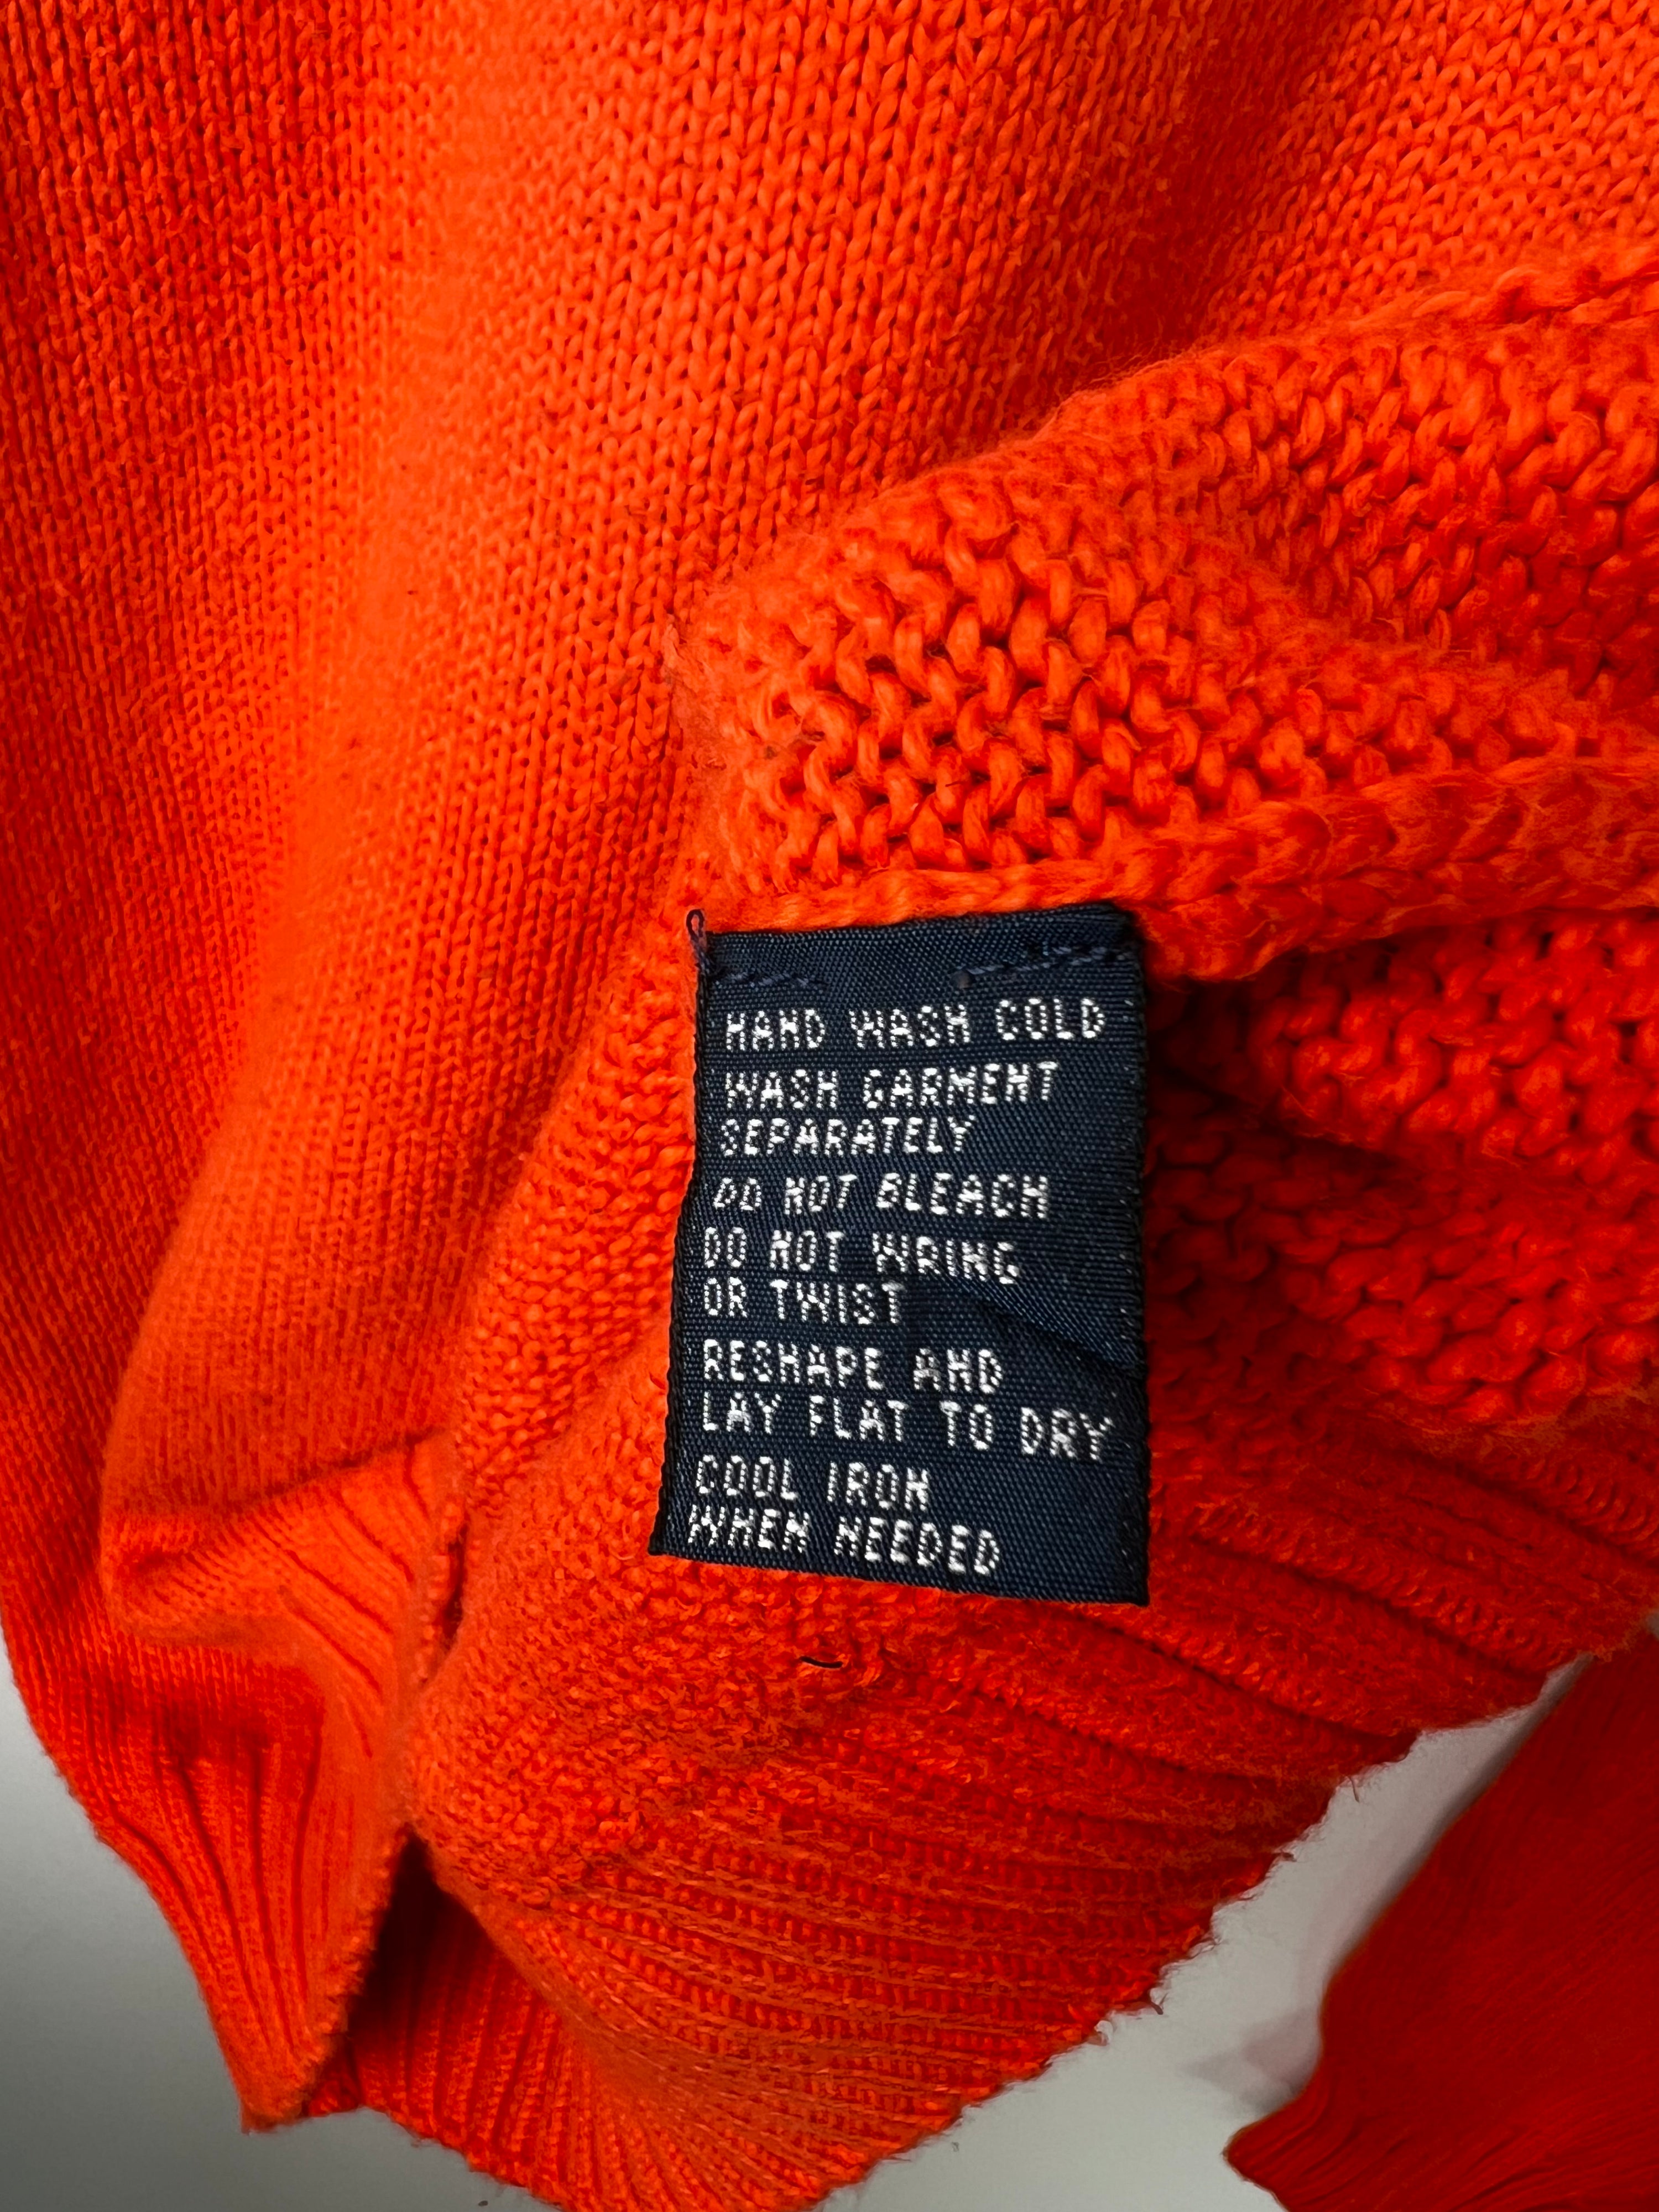 HAND WASH COLD
WASH GARMENT
SEPARATELY
DO NOT BLEACH
DO NOT WRING
OR TWIST
RESHAPE AND
LAY FLAT TO DRY
COOL IRON
WHEN NEEDED